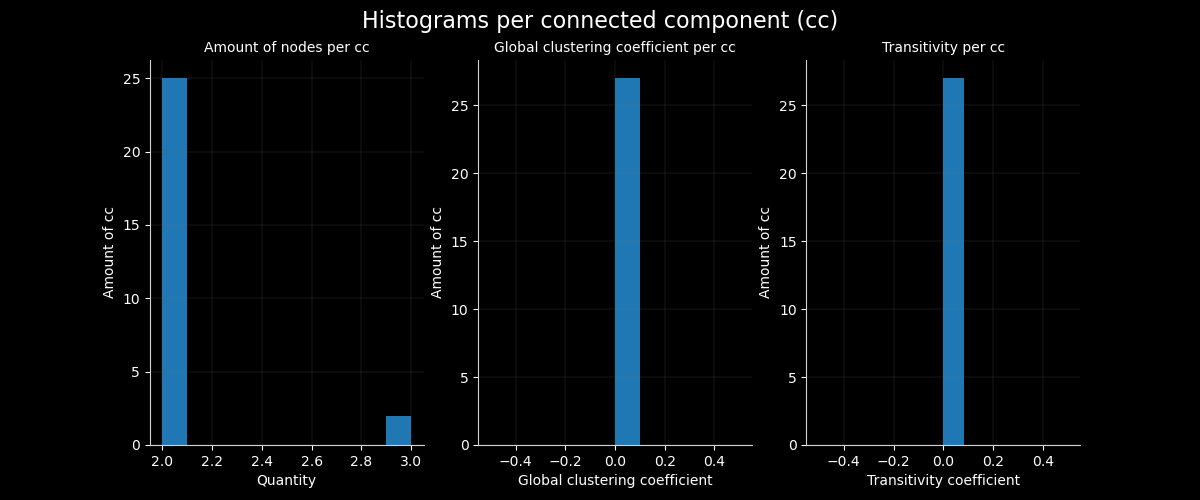 Histograms per connected component (cc)
Amount of nodes per cc
Amount of cc
25
20
15
10
5
0
2.0 2.2 2.4 2.6 2.8 3.0
Quantity
Global clustering coefficient per cc
Amount of cc
25
20
15
10
5
0
−0.4 −0.2 0.0 0.2 0.4
Global clustering coefficient
Transitivity per cc
Amount of cc
25
20
15
10
5
0
−0.4 −0.2 0.0 0.2 0.4
Transitivity coefficient